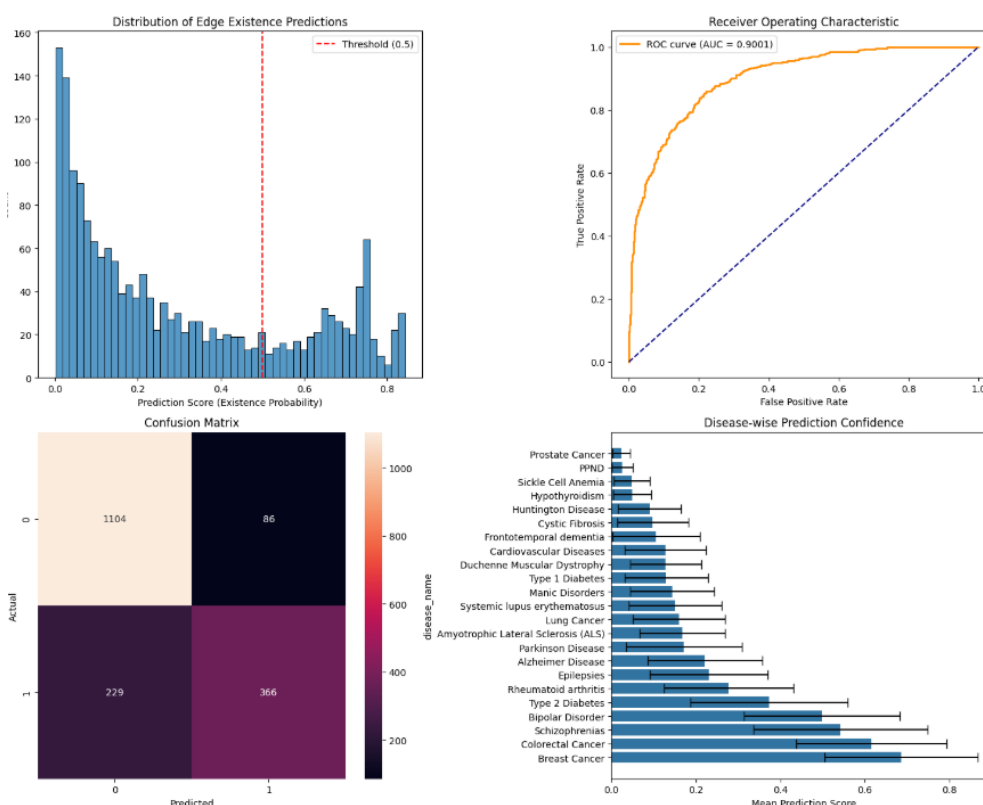 Distribution of Edge Existence Predictions
160
140
120
100
80
60
40
20
0
Threshold (0.5)
0.0 0.2 0.4 0.6 0.8
Prediction Score (Existence Probability)
Receiver Operating Characteristic
ROC curve (AUC = 0.9001)
True Positive Rate
1.0
0.8
0.6
0.4
0.2
0.0
0.0 0.2 0.4 0.6 0.8 1.0
False Positive Rate
Confusion Matrix
Actual
0
1
1104 86
229 366
0 1
Predicted
1000
800
600
400
200
Disease-wise Prediction Confidence
disease_name
Prostate Cancer
PPND
Sickle Cell Anemia
Hypothyroidism
Huntington Disease
Cystic Fibrosis
Frontotemporal dementia
Cardiovascular Diseases
Duchenne Muscular Dystrophy
Type 1 Diabetes
Manic Disorders
Systemic lupus erythematosus
Lung Cancer
Amyotrophic Lateral Sclerosis (ALS)
Parkinson Disease
Alzheimer Disease
Epilepsies
Rheumatoid arthritis
Type 2 Diabetes
Bipolar Disorder
Schizophrenias
Colorectal Cancer
Breast Cancer
0.0 0.2 0.4 0.6 0.8
Mean Prediction Score